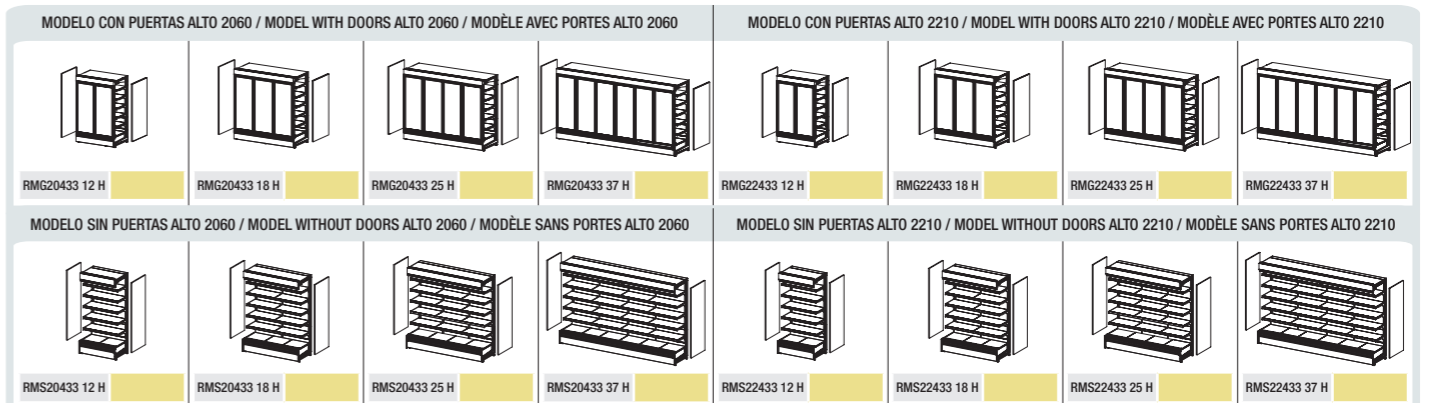 MODELO CON PUERTAS ALTO 2060 / MODEL WITH DOORS ALTO 2060 / MODÈLE AVEC PORTES ALTO 2060
MODELO CON PUERTAS ALTO 2210 / MODEL WITH DOORS ALTO 2210 / MODÈLE AVEC PORTES ALTO 2210
RMG20433 12 H
RMG20433 18 H
RMG20433 25 H
RMG20433 37 H
RMG22433 12 H
RMG22433 18 H
RMG22433 25 H
RMG22433 37 H
MODELO SIN PUERTAS ALTO 2060 / MODEL WITHOUT DOORS ALTO 2060 / MODÈLE SANS PORTES ALTO 2060
MODELO SIN PUERTAS ALTO 2210 / MODEL WITHOUT DOORS ALTO 2210 / MODÈLE SANS PORTES ALTO 2210
RMS20433 12 H
RMS20433 18 H
RMS20433 25 H
RMS20433 37 H
RMS22433 12 H
RMS22433 18 H
RMS22433 25 H
RMS22433 37 H